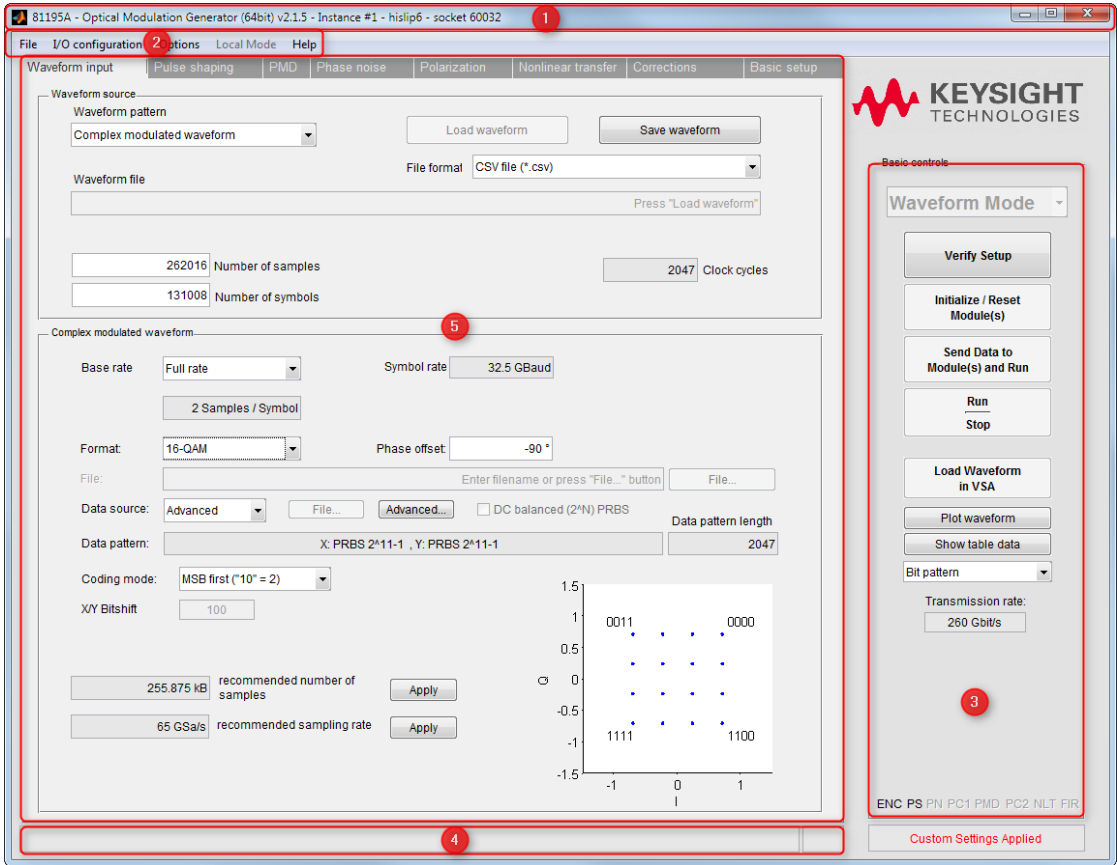 81195A - Optical Modulation Generator (64bit) v2.1.5 - Instance #1 - hislip6 - socket 60032
1
File I/O configuration 2 Options Local Mode Help
Waveform input Pulse shaping PMD Phase noise Polarization Nonlinear transfer Corrections Basic setup
Waveform source
Waveform pattern
Complex modulated waveform
Load waveform
Save waveform
File format CSV file (*.csv)
Waveform file
Press "Load waveform"
262016 Number of samples
2047 Clock cycles
131008 Number of symbols
5
Complex modulated waveform
Base rate Full rate
Symbol rate 32.5 GBaud
2 Samples / Symbol
Format: 16-QAM
Phase offset: -90 °
File: Enter filename or press "File..." button File...
Data source: Advanced File... Advanced... DC balanced (2^N) PRBS
Data pattern length
Data pattern: X: PRBS 2^11-1 , Y: PRBS 2^11-1 2047
Coding mode: MSB first ("10" = 2)
X/Y Bitshift 100
255.875 kB recommended number of
samples
Apply
65 GSa/s recommended sampling rate Apply
1.5
1
0.5
0
-0.5
-1
-1.5
Q
0011 0000
1111 1100
-1 0 1
I
4
KEYSIGHT
TECHNOLOGIES
Basic controls
Waveform Mode
Verify Setup
Initialize / Reset
Module(s)
Send Data to
Module(s) and Run
Run
Stop
Load Waveform
in VSA
Plot waveform
Show table data
Bit pattern
Transmission rate:
260 Gbit/s
3
ENC PS PN PC1 PMD PC2 NLT FIR
Custom Settings Applied